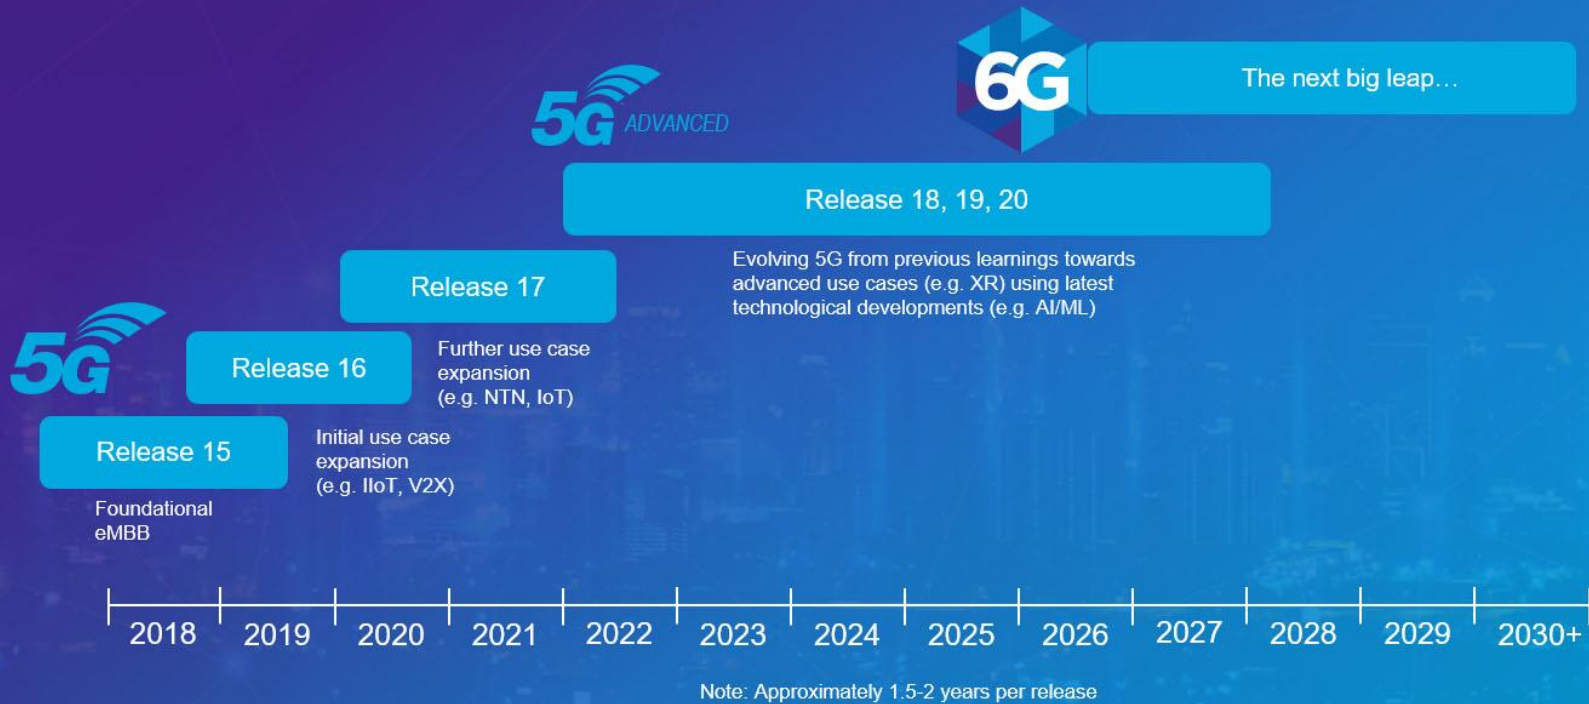 6G
The next big leap…
5G ADVANCED
Release 18, 19, 20
Evolving 5G from previous learnings towards
advanced use cases (e.g. XR) using latest
technological developments (e.g. AI/ML)
Release 17
Further use case
expansion
(e.g. NTN, IoT)
5G
Release 16
Initial use case
expansion
(e.g. IIoT, V2X)
Release 15
Foundational
eMBB
2018 2019 2020 2021 2022 2023 2024 2025 2026 2027 2028 2029 2030+
Note: Approximately 1.5-2 years per release